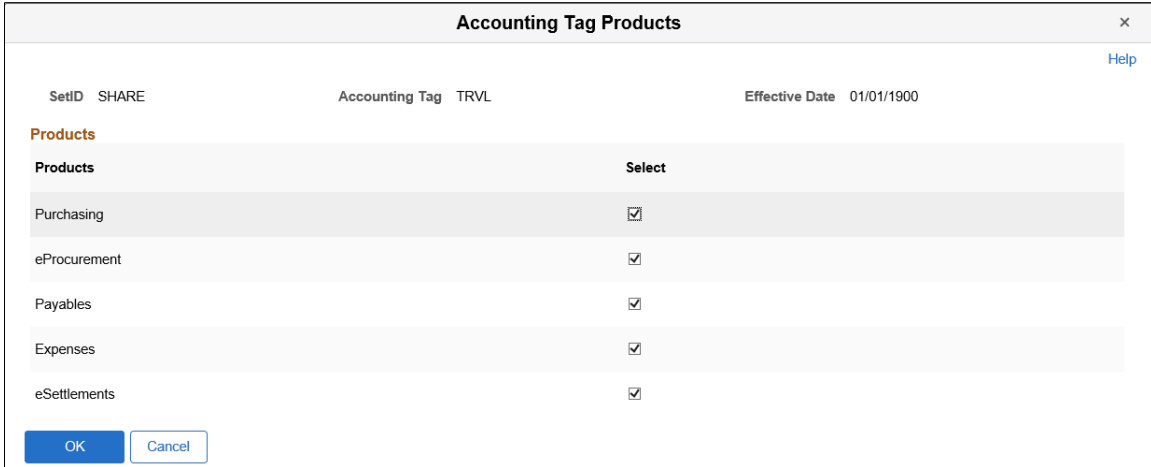 Accounting Tag Products
×
Help
SetID SHARE Accounting Tag TRVL Effective Date 01/01/1900
Products
Products Select
Purchasing
eProcurement
Payables
Expenses
eSettlements
OK Cancel